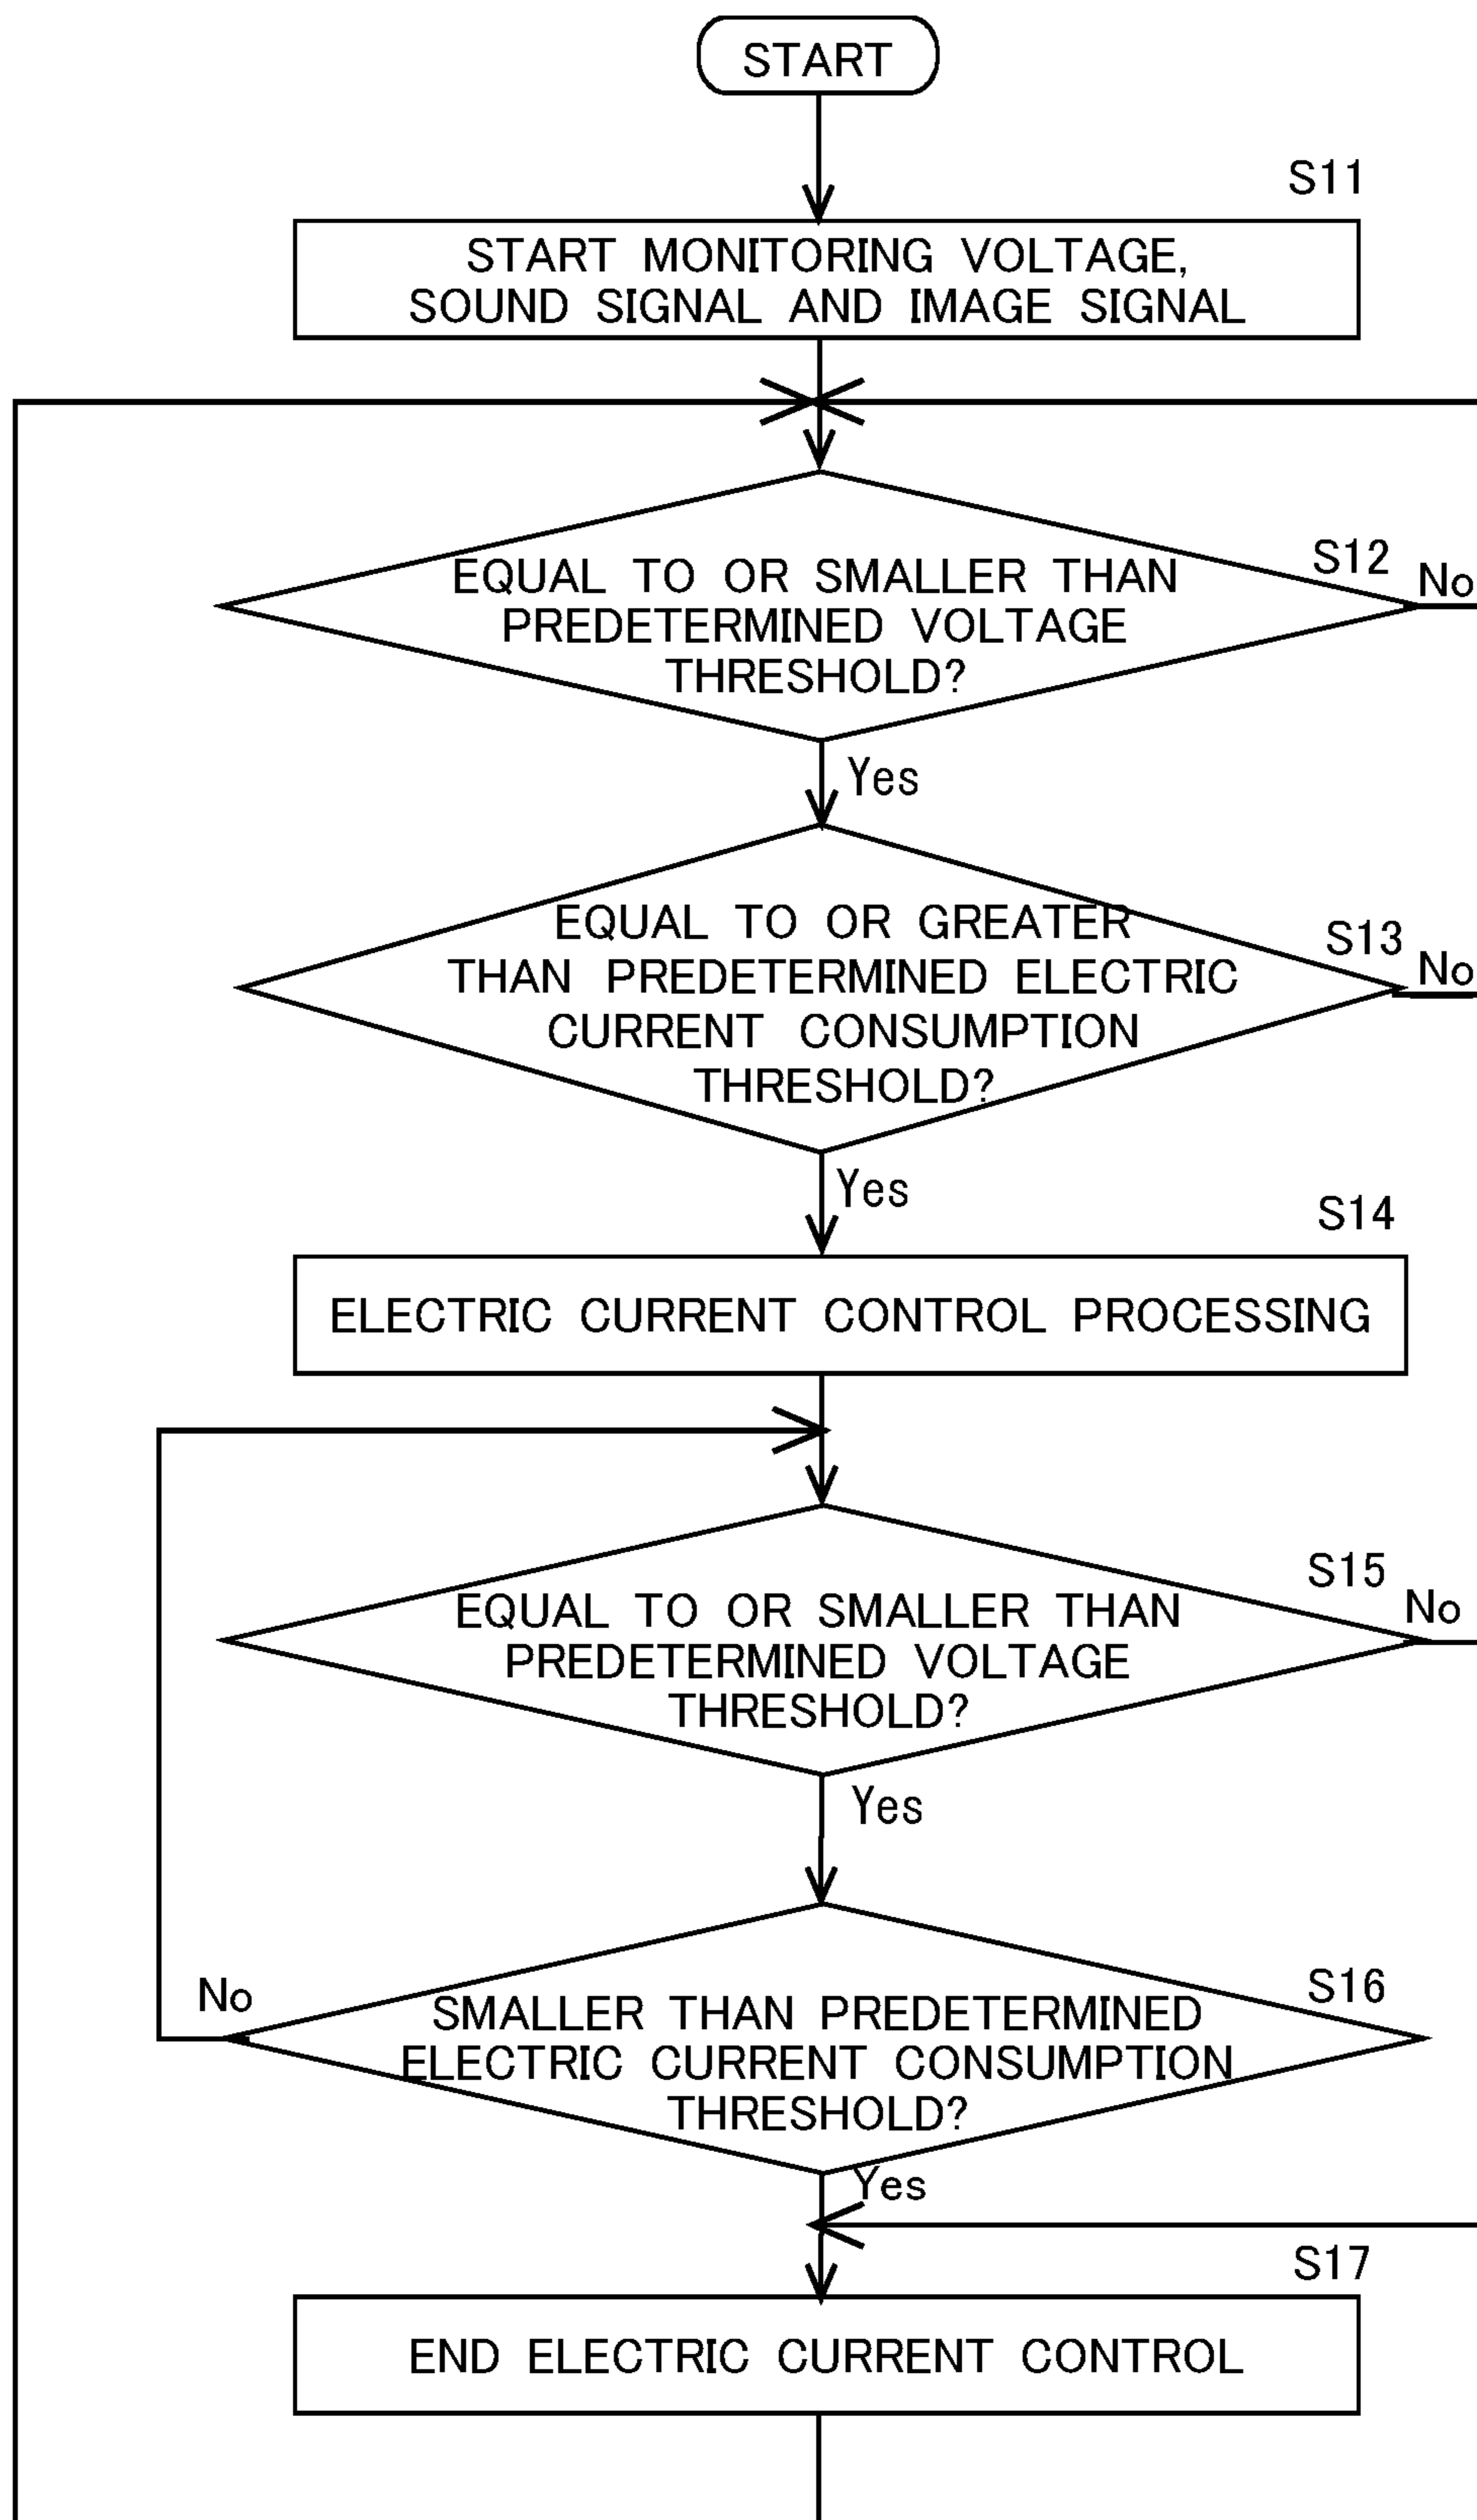 START
S11
START MONITORING VOLTAGE,
SOUND SIGNAL AND IMAGE SIGNAL
S12
No
EQUAL TO OR SMALLER THAN
PREDETERMINED VOLTAGE
THRESHOLD?
Yes
EQUAL TO OR GREATER
S13
No
THAN PREDETERMINED ELECTRIC
CURRENT CONSUMPTION
THRESHOLD?
Yes
S14
ELECTRIC CURRENT CONTROL PROCESSING
S15
No
EQUAL TO OR SMALLER THAN
PREDETERMINED VOLTAGE
THRESHOLD?
Yes
S16
No
SMALLER THAN PREDETERMINED
ELECTRIC CURRENT CONSUMPTION
THRESHOLD?
Yes
S17
END ELECTRIC CURRENT CONTROL